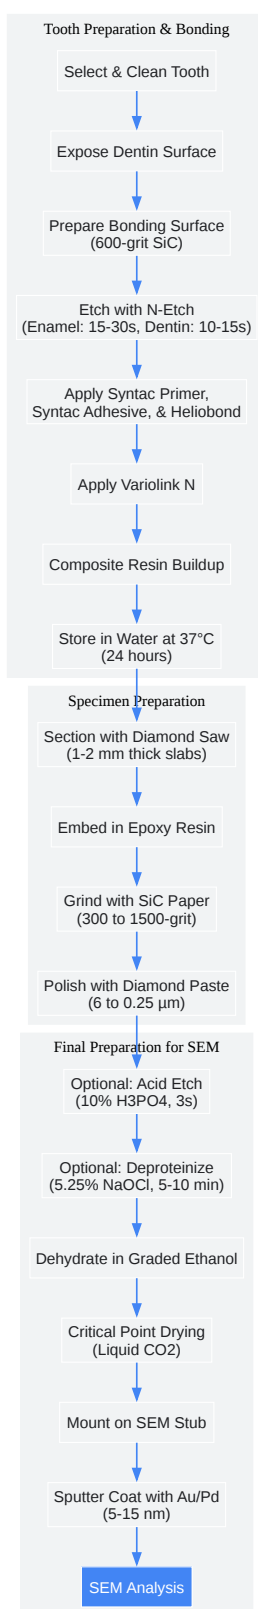 Tooth Preparation & Bonding
Select & Clean Tooth
Expose Dentin Surface
Prepare Bonding Surface
(600-grit SiC)
Etch with N-Etch
(Enamel: 15-30s, Dentin: 10-15s)
Apply Syntac Primer,
Syntac Adhesive, & Heliobond
Apply Variolink N
Composite Resin Buildup
Store in Water at 37°C
(24 hours)
Specimen Preparation
Section with Diamond Saw
(1-2 mm thick slabs)
Embed in Epoxy Resin
Grind with SiC Paper
(300 to 1500-grit)
Polish with Diamond Paste
(6 to 0.25 µm)
Final Preparation for SEM
Optional: Acid Etch
(10% H3PO4, 3s)
Optional: Deproteinize
(5.25% NaOCl, 5-10 min)
Dehydrate in Graded Ethanol
Critical Point Drying
(Liquid CO2)
Mount on SEM Stub
Sputter Coat with Au/Pd
(5-15 nm)
SEM Analysis